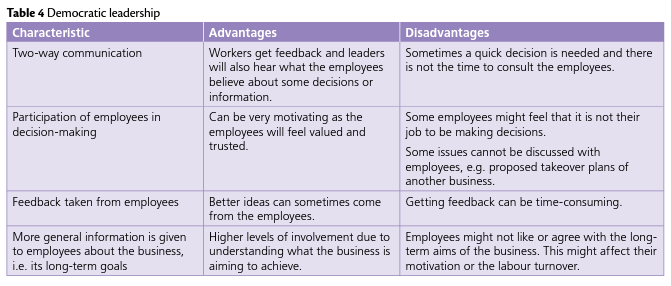 Table 4 Democratic leadership
Characteristic Advantages Disadvantages
Two-way communication
Workers get feedback and leaders
will also hear what the employees
believe about some decisions or
information.
Sometimes a quick decision is needed and there
is not the time to consult the employees.
Participation of employees in
decision-making
Can be very motivating as the
employees will feel valued and
trusted.
Some employees might feel that it is not their
job to be making decisions.
Some issues cannot be discussed with
employees, e.g. proposed takeover plans of
another business.
Feedback taken from employees
Better ideas can sometimes come
from the employees.
Getting feedback can be time-consuming.
More general information is given
to employees about the business,
i.e. its long-term goals
Higher levels of involvement due to
understanding what the business is
aiming to achieve.
Employees might not like or agree with the long-
term aims of the business. This might affect their
motivation or the labour turnover.